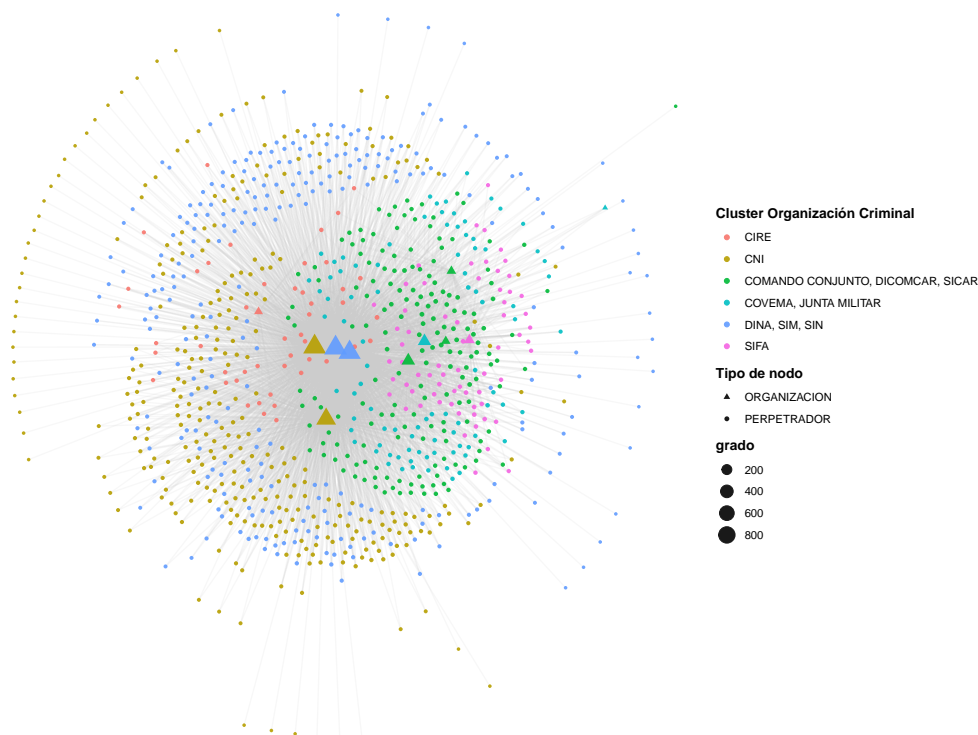 Cluster Organización Criminal
CIRE
CNI
COMANDO CONJUNTO, DICOMCAR, SICAR
COVEMA, JUNTA MILITAR
DINA, SIM, SIN
SIFA
Tipo de nodo
ORGANIZACION
PERPETRADOR
grado
200
400
600
800